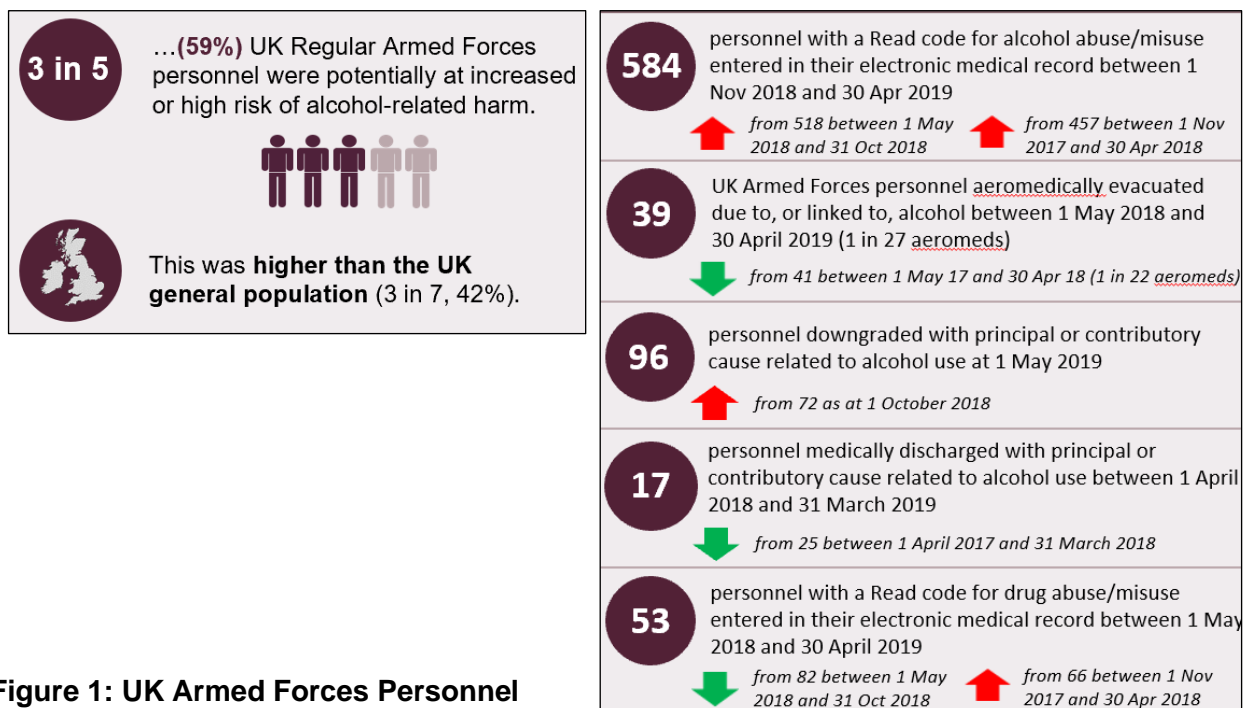 3 in 5
…(59%) UK Regular Armed Forces
personnel were potentially at increased
or high risk of alcohol-related harm.
This was higher than the UK
general population (3 in 7, 42%).
584
personnel with a Read code for alcohol abuse/misuse
entered in their electronic medical record between 1
Nov 2018 and 30 Apr 2019
from 518 between 1 May
2018 and 31 Oct 2018
from 457 between 1 Nov
2017 and 30 Apr 2018
39
UK Armed Forces personnel aeromedically evacuated
due to, or linked to, alcohol between 1 May 2018 and
30 April 2019 (1 in 27 aeromeds)
from 41 between 1 May 17 and 30 Apr 18 (1 in 22 aeromeds)
96
personnel downgraded with principal or contributory
cause related to alcohol use at 1 May 2019
from 72 as at 1 October 2018
17
personnel medically discharged with principal or
contributory cause related to alcohol use between 1 April
2018 and 31 March 2019
from 25 between 1 April 2017 and 31 March 2018
53
personnel with a Read code for drug abuse/misuse
entered in their electronic medical record between 1 May
2018 and 30 April 2019
from 82 between 1 May
2018 and 31 Oct 2018
from 66 between 1 Nov
2017 and 30 Apr 2018
Figure 1: UK Armed Forces Personnel